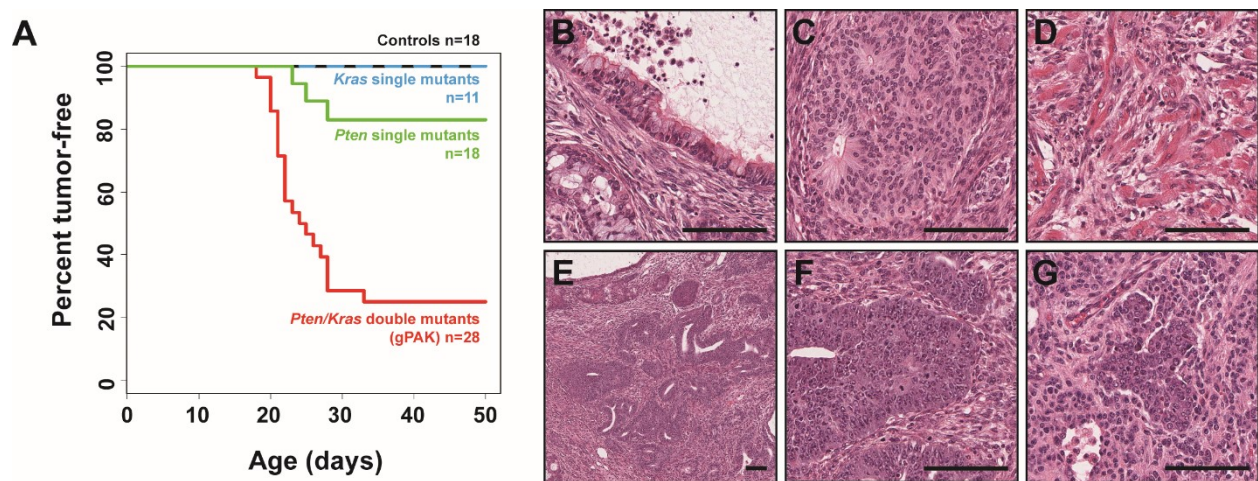 A
Controls n=18
Kras single mutants
n=11
Pten single mutants
n=18
Pten/Kras double mutants
(gPAK) n=28
Percent tumor-free
100
80
60
40
20
0
0 10 20 30 40 50
Age (days)
B C D
E F G